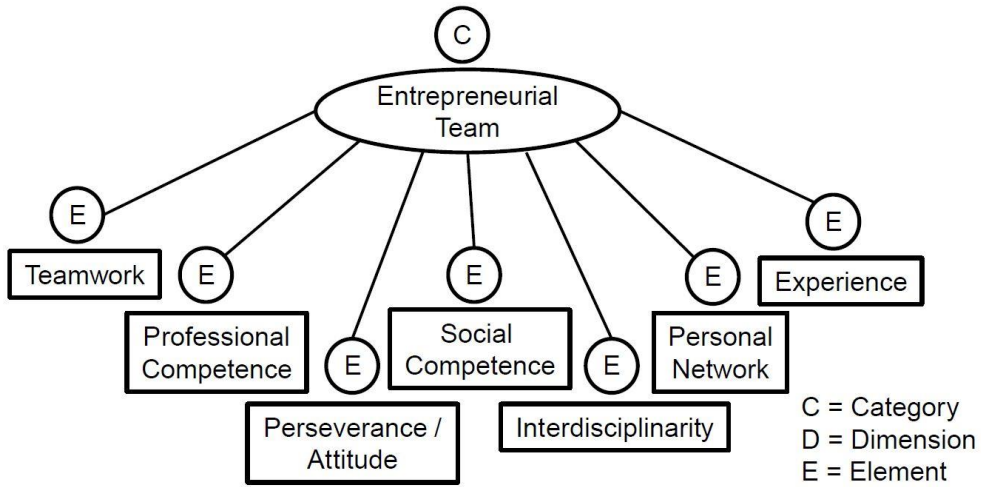 C
Entrepreneurial
Team
E
Teamwork
E
Professional
Competence
E
Perseverance /
Attitude
E
Social
Competence
E
Interdisciplinarity
E
Personal
Network
E
Experience
C = Category
D = Dimension
E = Element